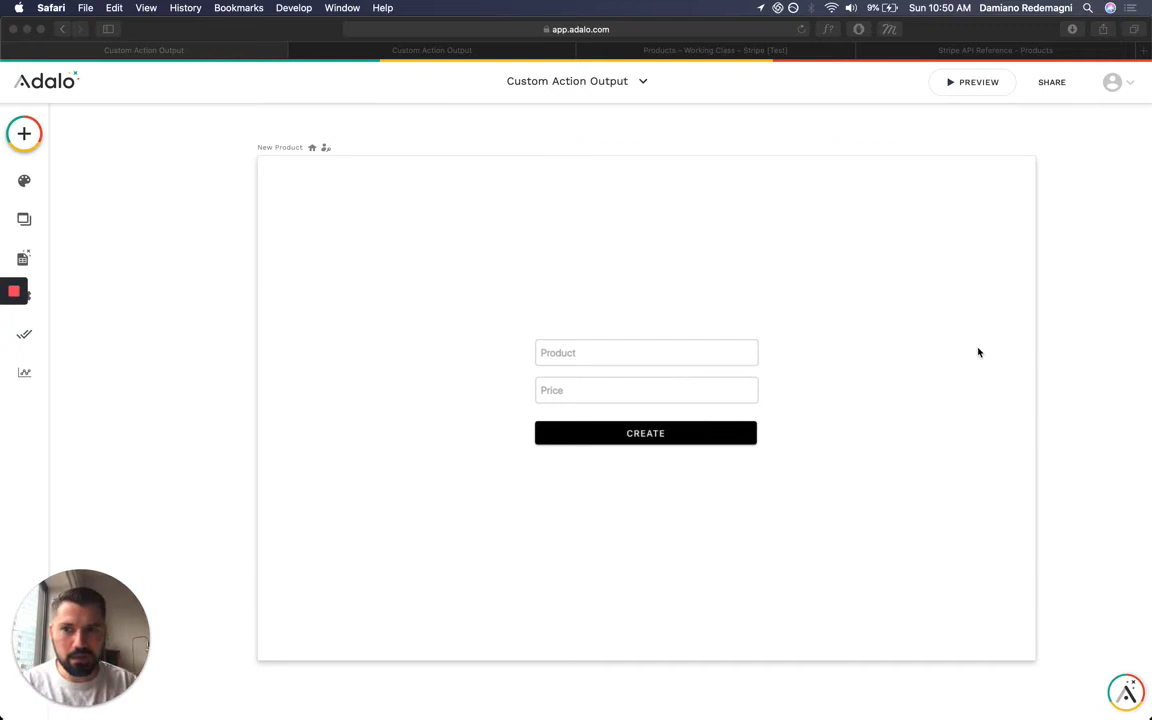 Safari File Edit View History Bookmarks Develop Window Help 9% Sun 10:50 AM Damiano Redemagni
app.adalo.com
f?
Custom Action Output Custom Action Output Products – Working Class – Stripe [Test] Stripe API Reference – Products
Adalo Custom Action Output PREVIEW SHARE
New Product
Product
Price
CREATE